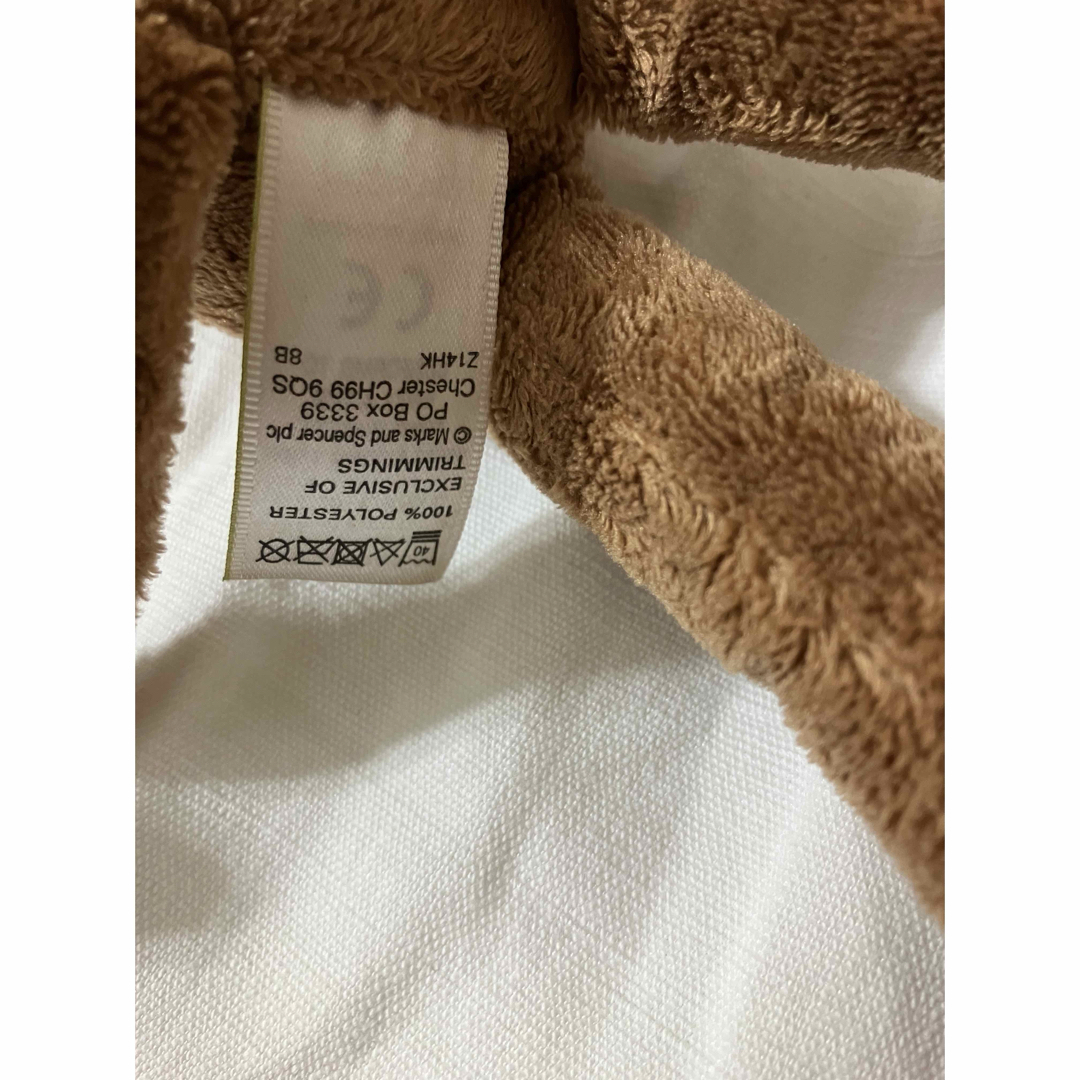 40
100% POLYESTER
EXCLUSIVE OF
TRIMMINGS
© Marks and Spencer plc
PO Box 3339
Chester CH99 9QS
Z14HK 8B
CE